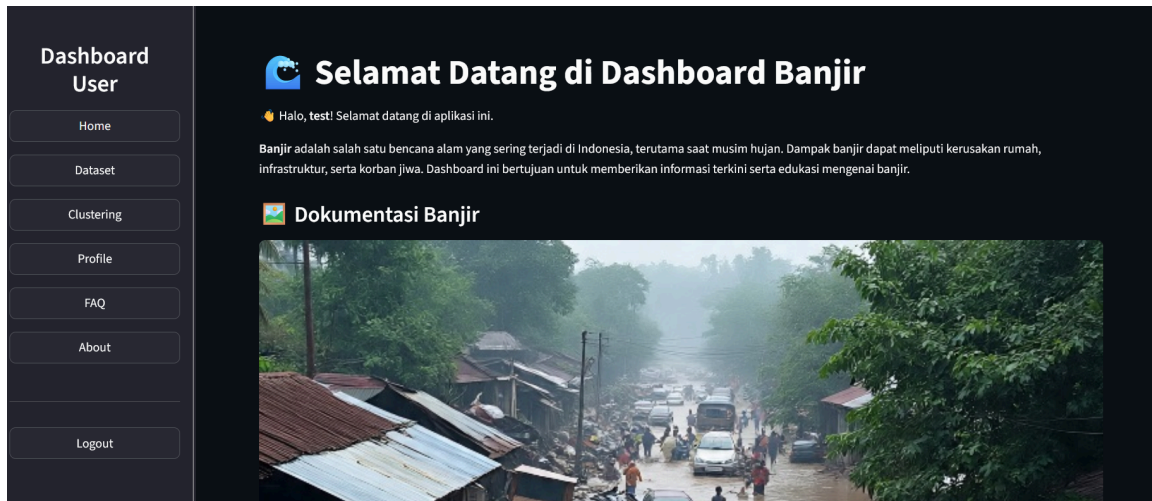 Dashboard
User
Home
Dataset
Clustering
Profile
FAQ
About
Logout
Selamat Datang di Dashboard Banjir
Halo, test! Selamat datang di aplikasi ini.
Banjir adalah salah satu bencana alam yang sering terjadi di Indonesia, terutama saat musim hujan. Dampak banjir dapat meliputi kerusakan rumah,
infrastruktur, serta korban jiwa. Dashboard ini bertujuan untuk memberikan informasi terkini serta edukasi mengenai banjir.
Dokumentasi Banjir